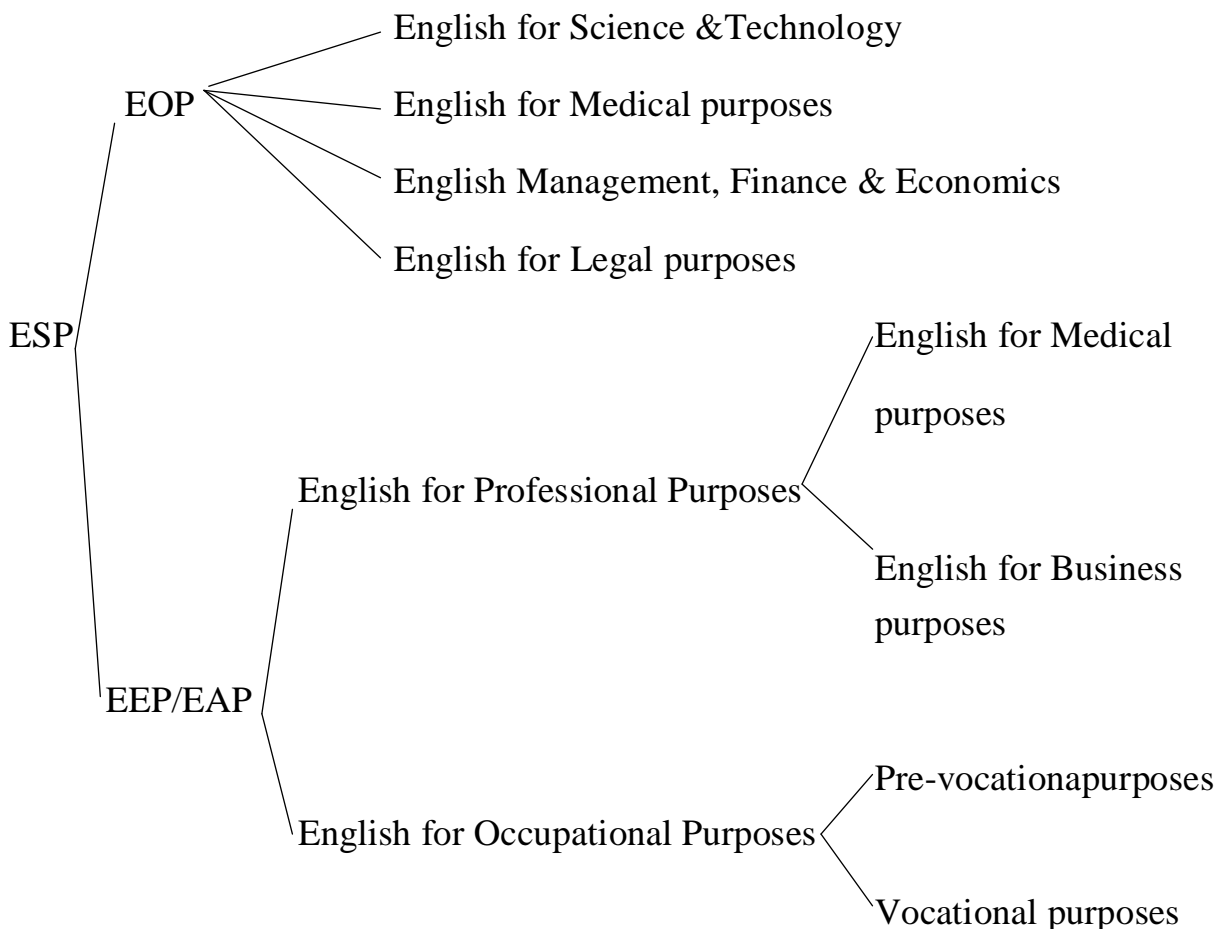 English for Science &Technology
EOP
English for Medical purposes
English Management, Finance & Economics
English for Legal purposes
ESP
English for Medical
purposes
English for Professional Purposes
English for Business
purposes
EEP/EAP
Pre-vocationapurposes
English for Occupational Purposes
Vocational purposes